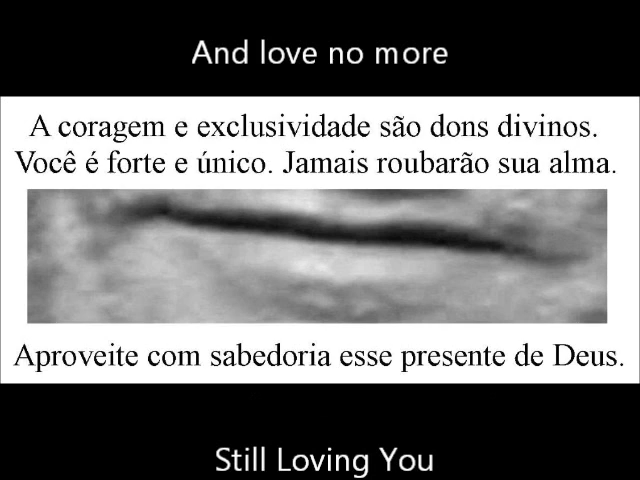 And love no more
A coragem e exclusividade são dons divinos.
Você é forte e único. Jamais roubarão sua alma.
Aproveite com sabedoria esse presente de Deus.
Still Loving You